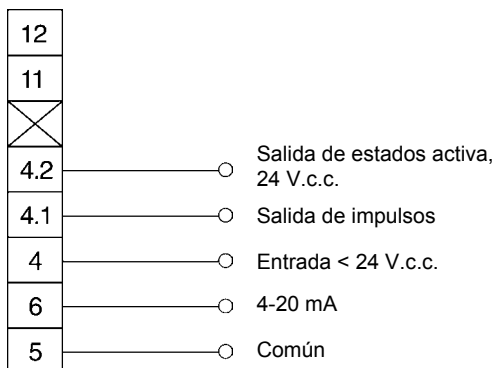 12
11
4.2 Salida de estados activa,
24 V.c.c.
4.1 Salida de impulsos
4 Entrada < 24 V.c.c.
6 4-20 mA
5 Común